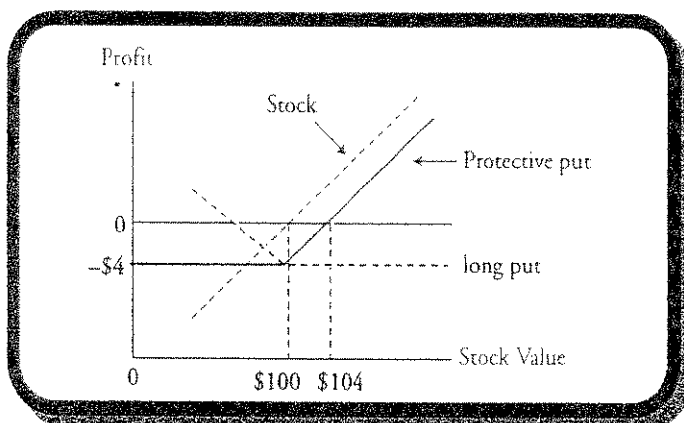 Profit
Stock
Protective put
0
–$4
long put
Stock Value
0 $100 $104